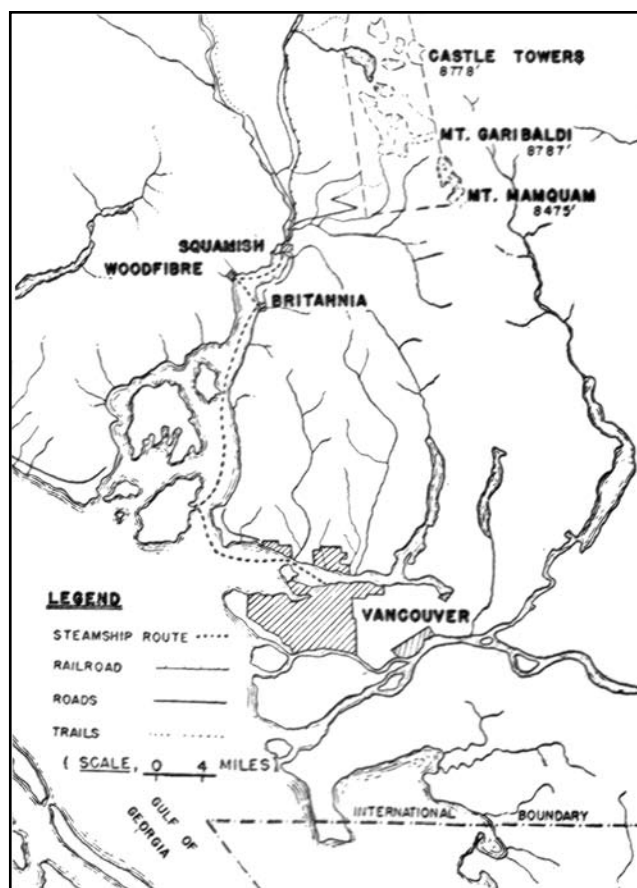 CASTLE TOWERS
8778'
MT. GARIBALDI
8787'
MT. MAMQUAM
8475'
SQUAMISH
WOODFIBRE
BRITANNIA
VANCOUVER
LEGEND
STEAMSHIP ROUTE
RAILROAD
ROADS
TRAILS
( SCALE, 0 4 MILES)
GULF OF
GEORGIA
INTERNATIONAL BOUNDARY